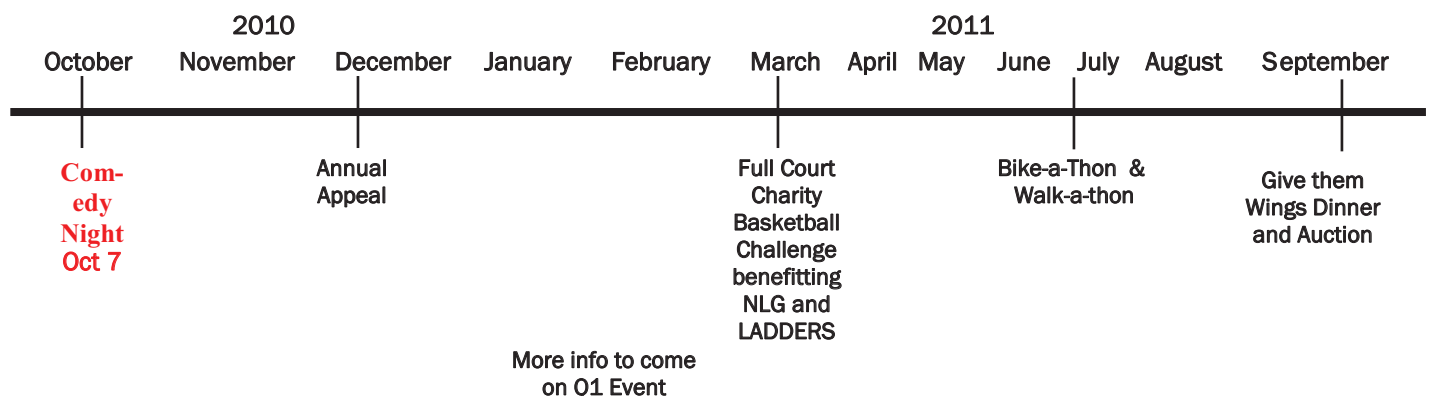 2010 2011
October November December January February March April May June July August September
Com-
edy
Night
Oct 7
Annual
Appeal
Full Court
Charity
Basketball
Challenge
benefitting
NLG and
LADDERS
Bike-a-Thon &
Walk-a-thon
Give them
Wings Dinner
and Auction
More info to come
on Q1 Event